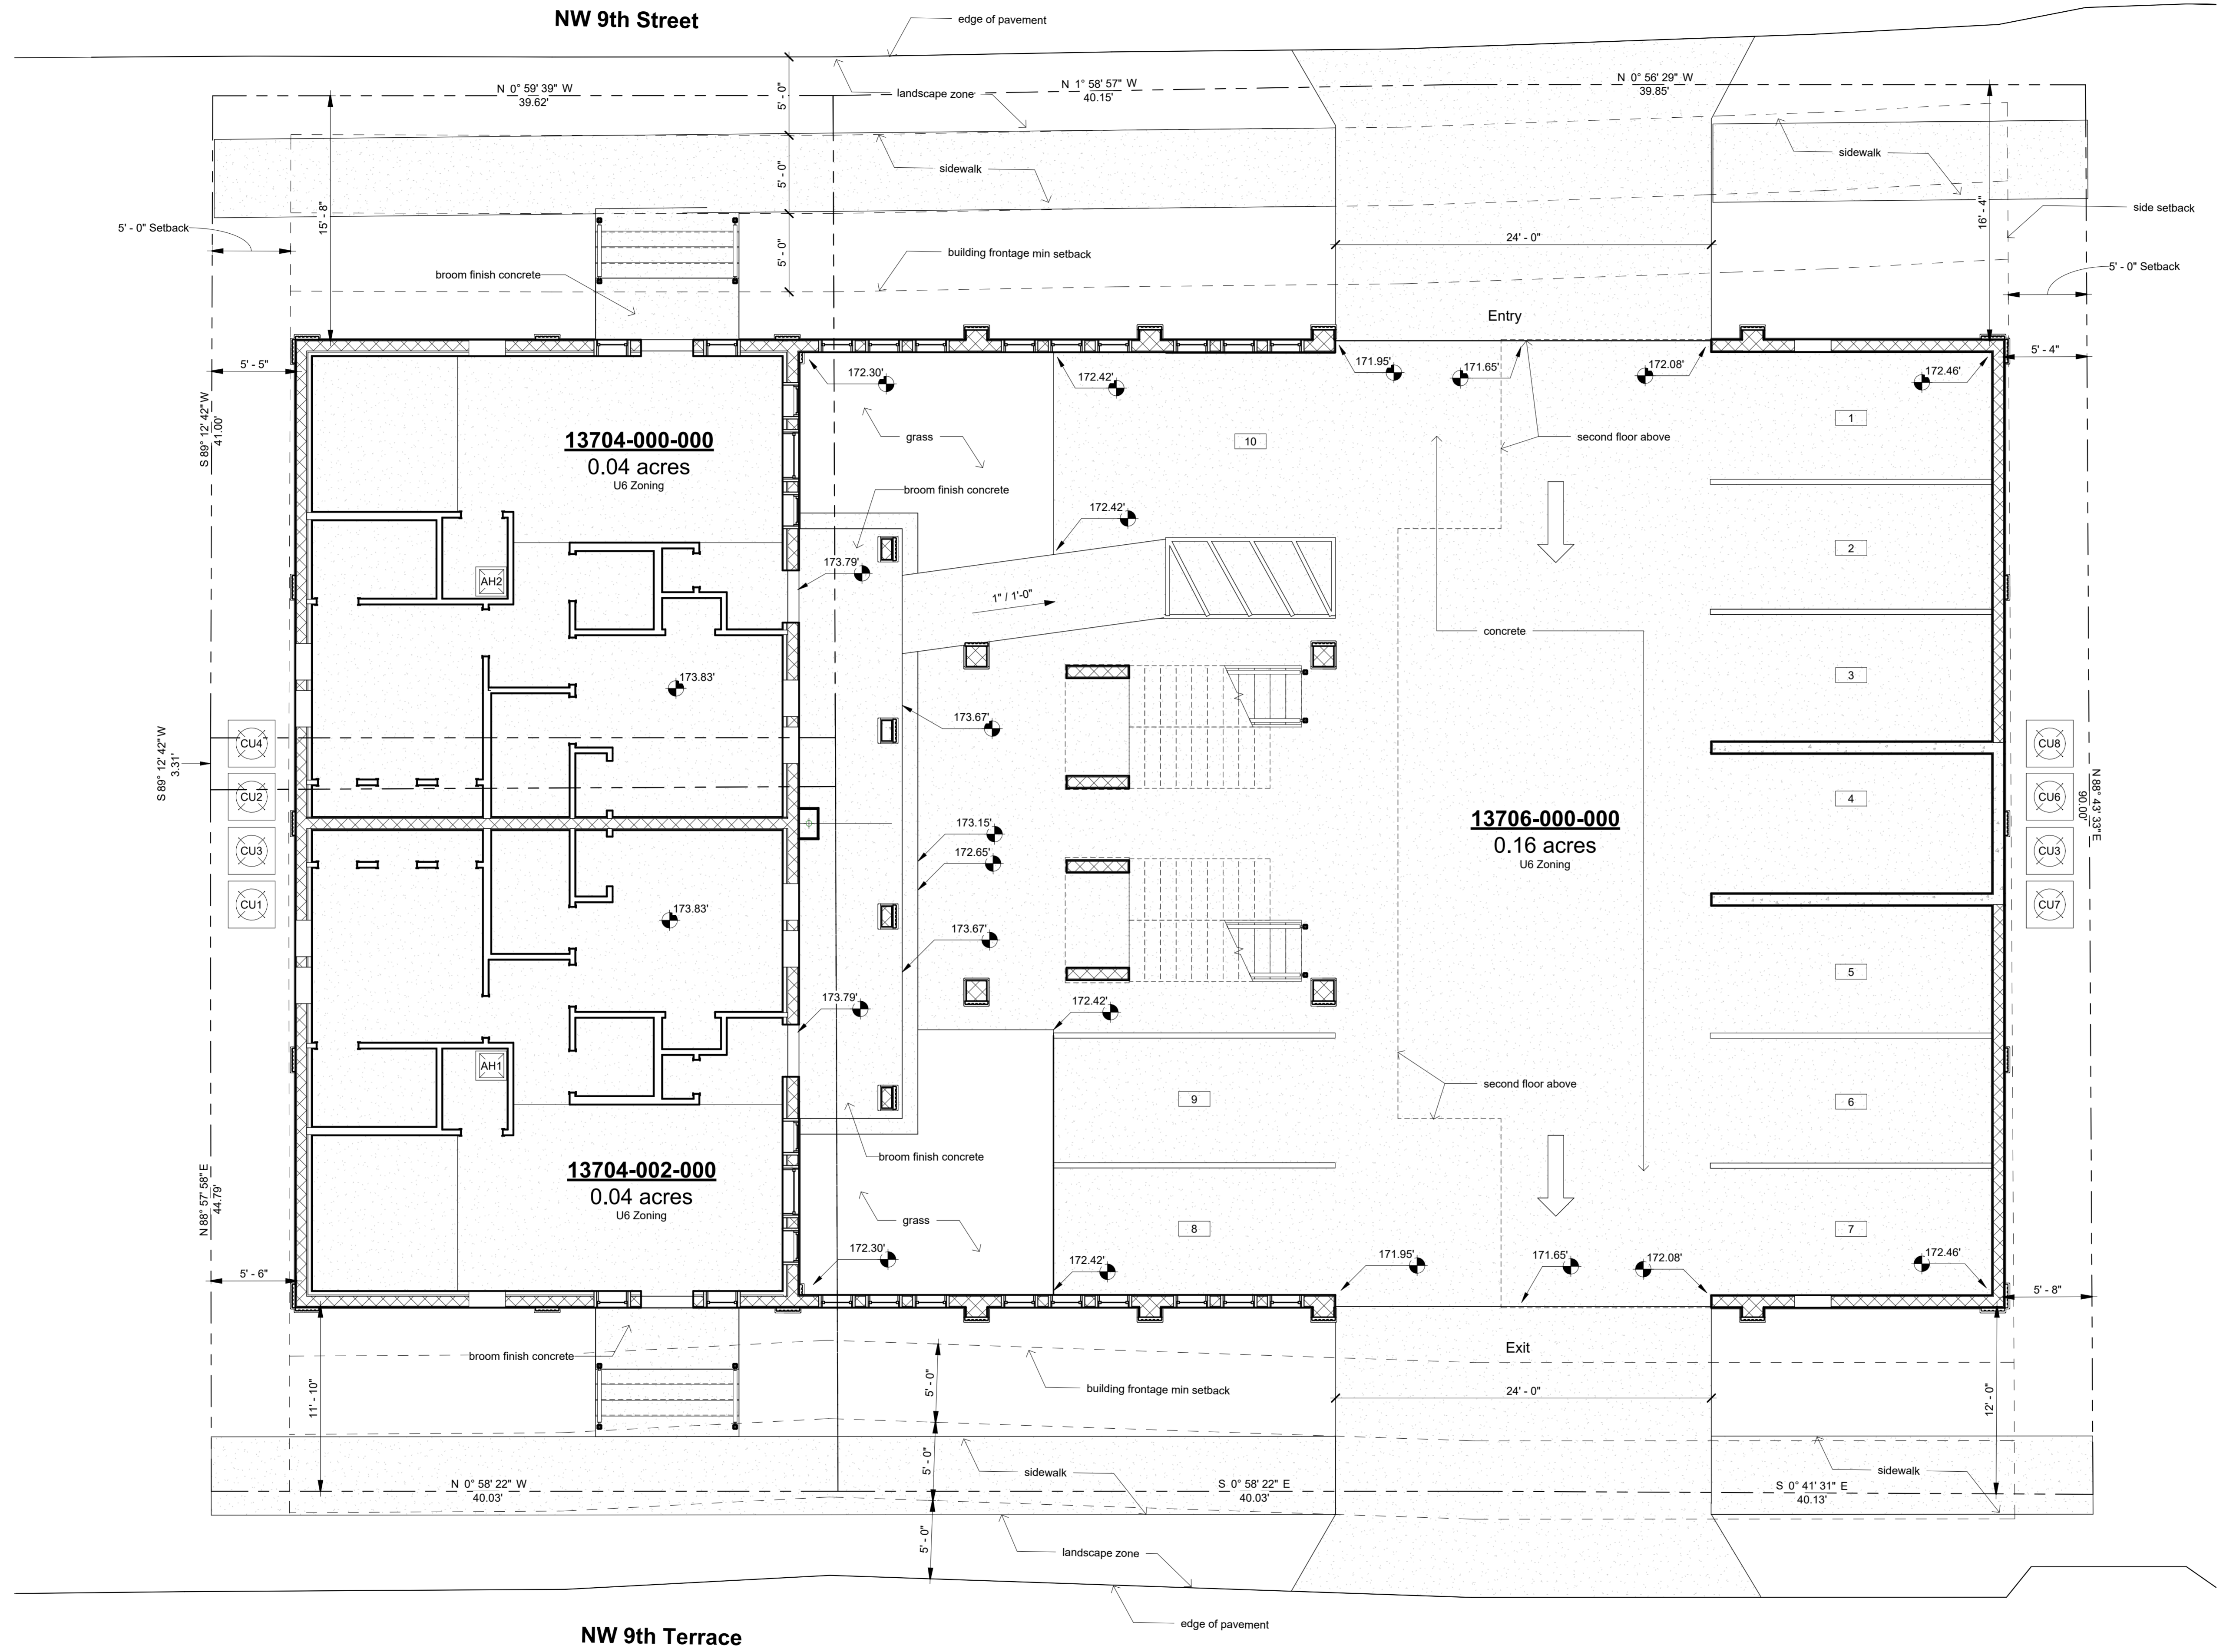 NW 9th Street
edge of pavement
N 0° 59' 39" W
39.62'
landscape zone
N 1° 58' 57" W
40.15'
N 0° 56' 29" W
39.85'
5' - 0"
sidewalk
sidewalk
5' - 0"
15' - 8"
16' - 4"
side setback
5' - 0" Setback
24' - 0"
5' - 0"
building frontage min setback
5' - 0" Setback
broom finish concrete
Entry
5' - 5"
5' - 4"
172.30'
172.42'
171.95'
171.65'
172.08'
172.46'
S 89° 12' 42" W
41.00'
13704-000-000
0.04 acres
U6 Zoning
grass
10
second floor above
1
broom finish concrete
172.42'
2
173.79'
AH2
1" / 1'-0"
concrete
3
173.83'
173.67'
S 89° 12' 42" W
3.31'
CU4
CU2
CU3
CU1
CU8
CU6
CU3
CU7
N 88° 43' 33" E
90.00'
4
173.15'
172.65'
13706-000-000
0.16 acres
U6 Zoning
173.83'
173.67'
5
173.79'
172.42'
AH1
second floor above
9
6
broom finish concrete
13704-002-000
0.04 acres
U6 Zoning
N 88° 57' 58" E
44.79'
grass
8
7
172.30'
172.42'
171.95'
171.65'
172.08'
172.46'
5' - 6"
5' - 8"
broom finish concrete
Exit
11' - 10"
5' - 0"
building frontage min setback
24' - 0"
12' - 0"
5' - 0"
sidewalk
sidewalk
N 0° 58' 22" W
40.03'
S 0° 58' 22" E
40.03'
S 0° 41' 31" E
40.13'
5' - 0"
landscape zone
edge of pavement
NW 9th Terrace